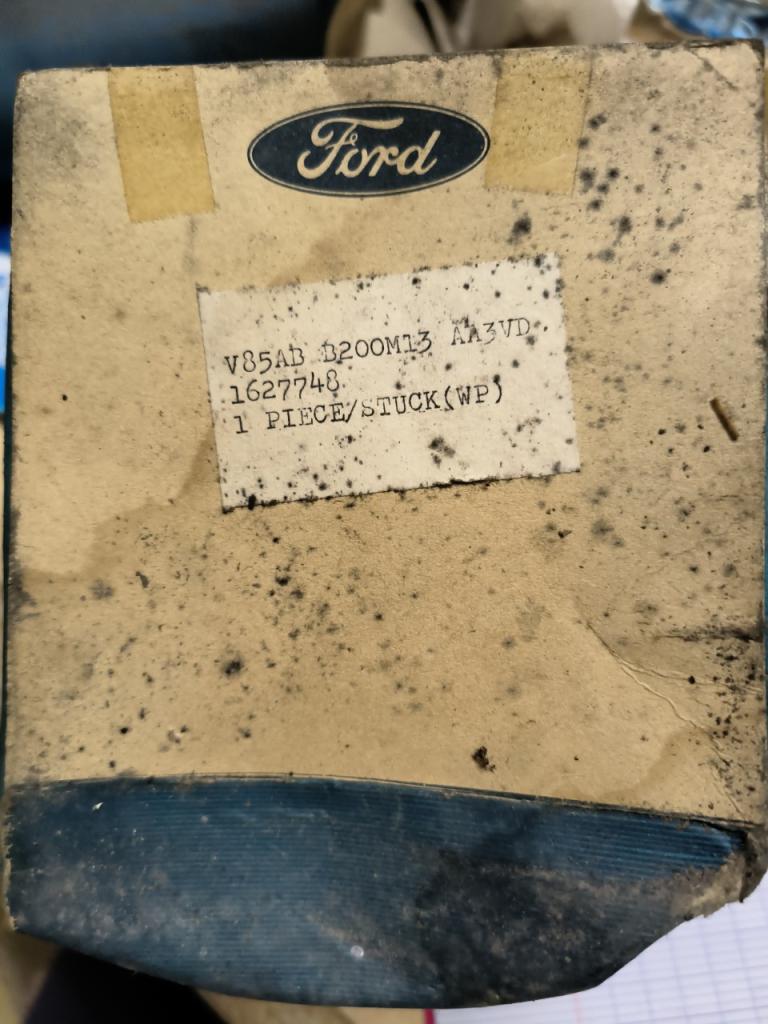 Ford
V85AB B200M13 AA3VD
1627748
1 PIECE/STUCK(WP)